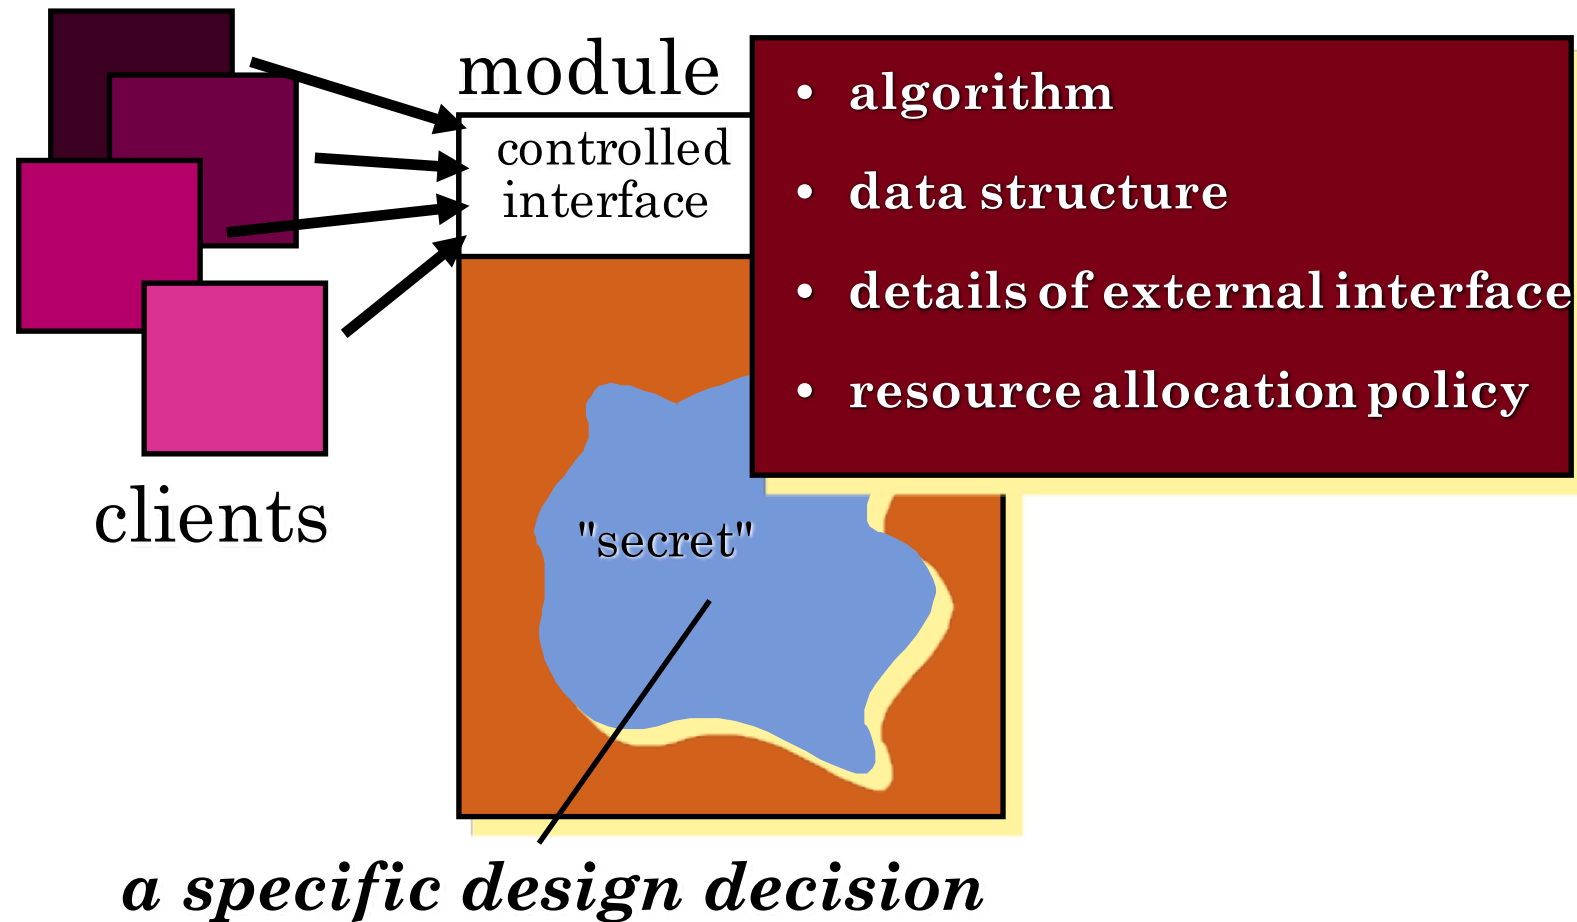 module
controlled
interface
• algorithm
• data structure
• details of external interface
• resource allocation policy
clients
"secret"
a specific design decision